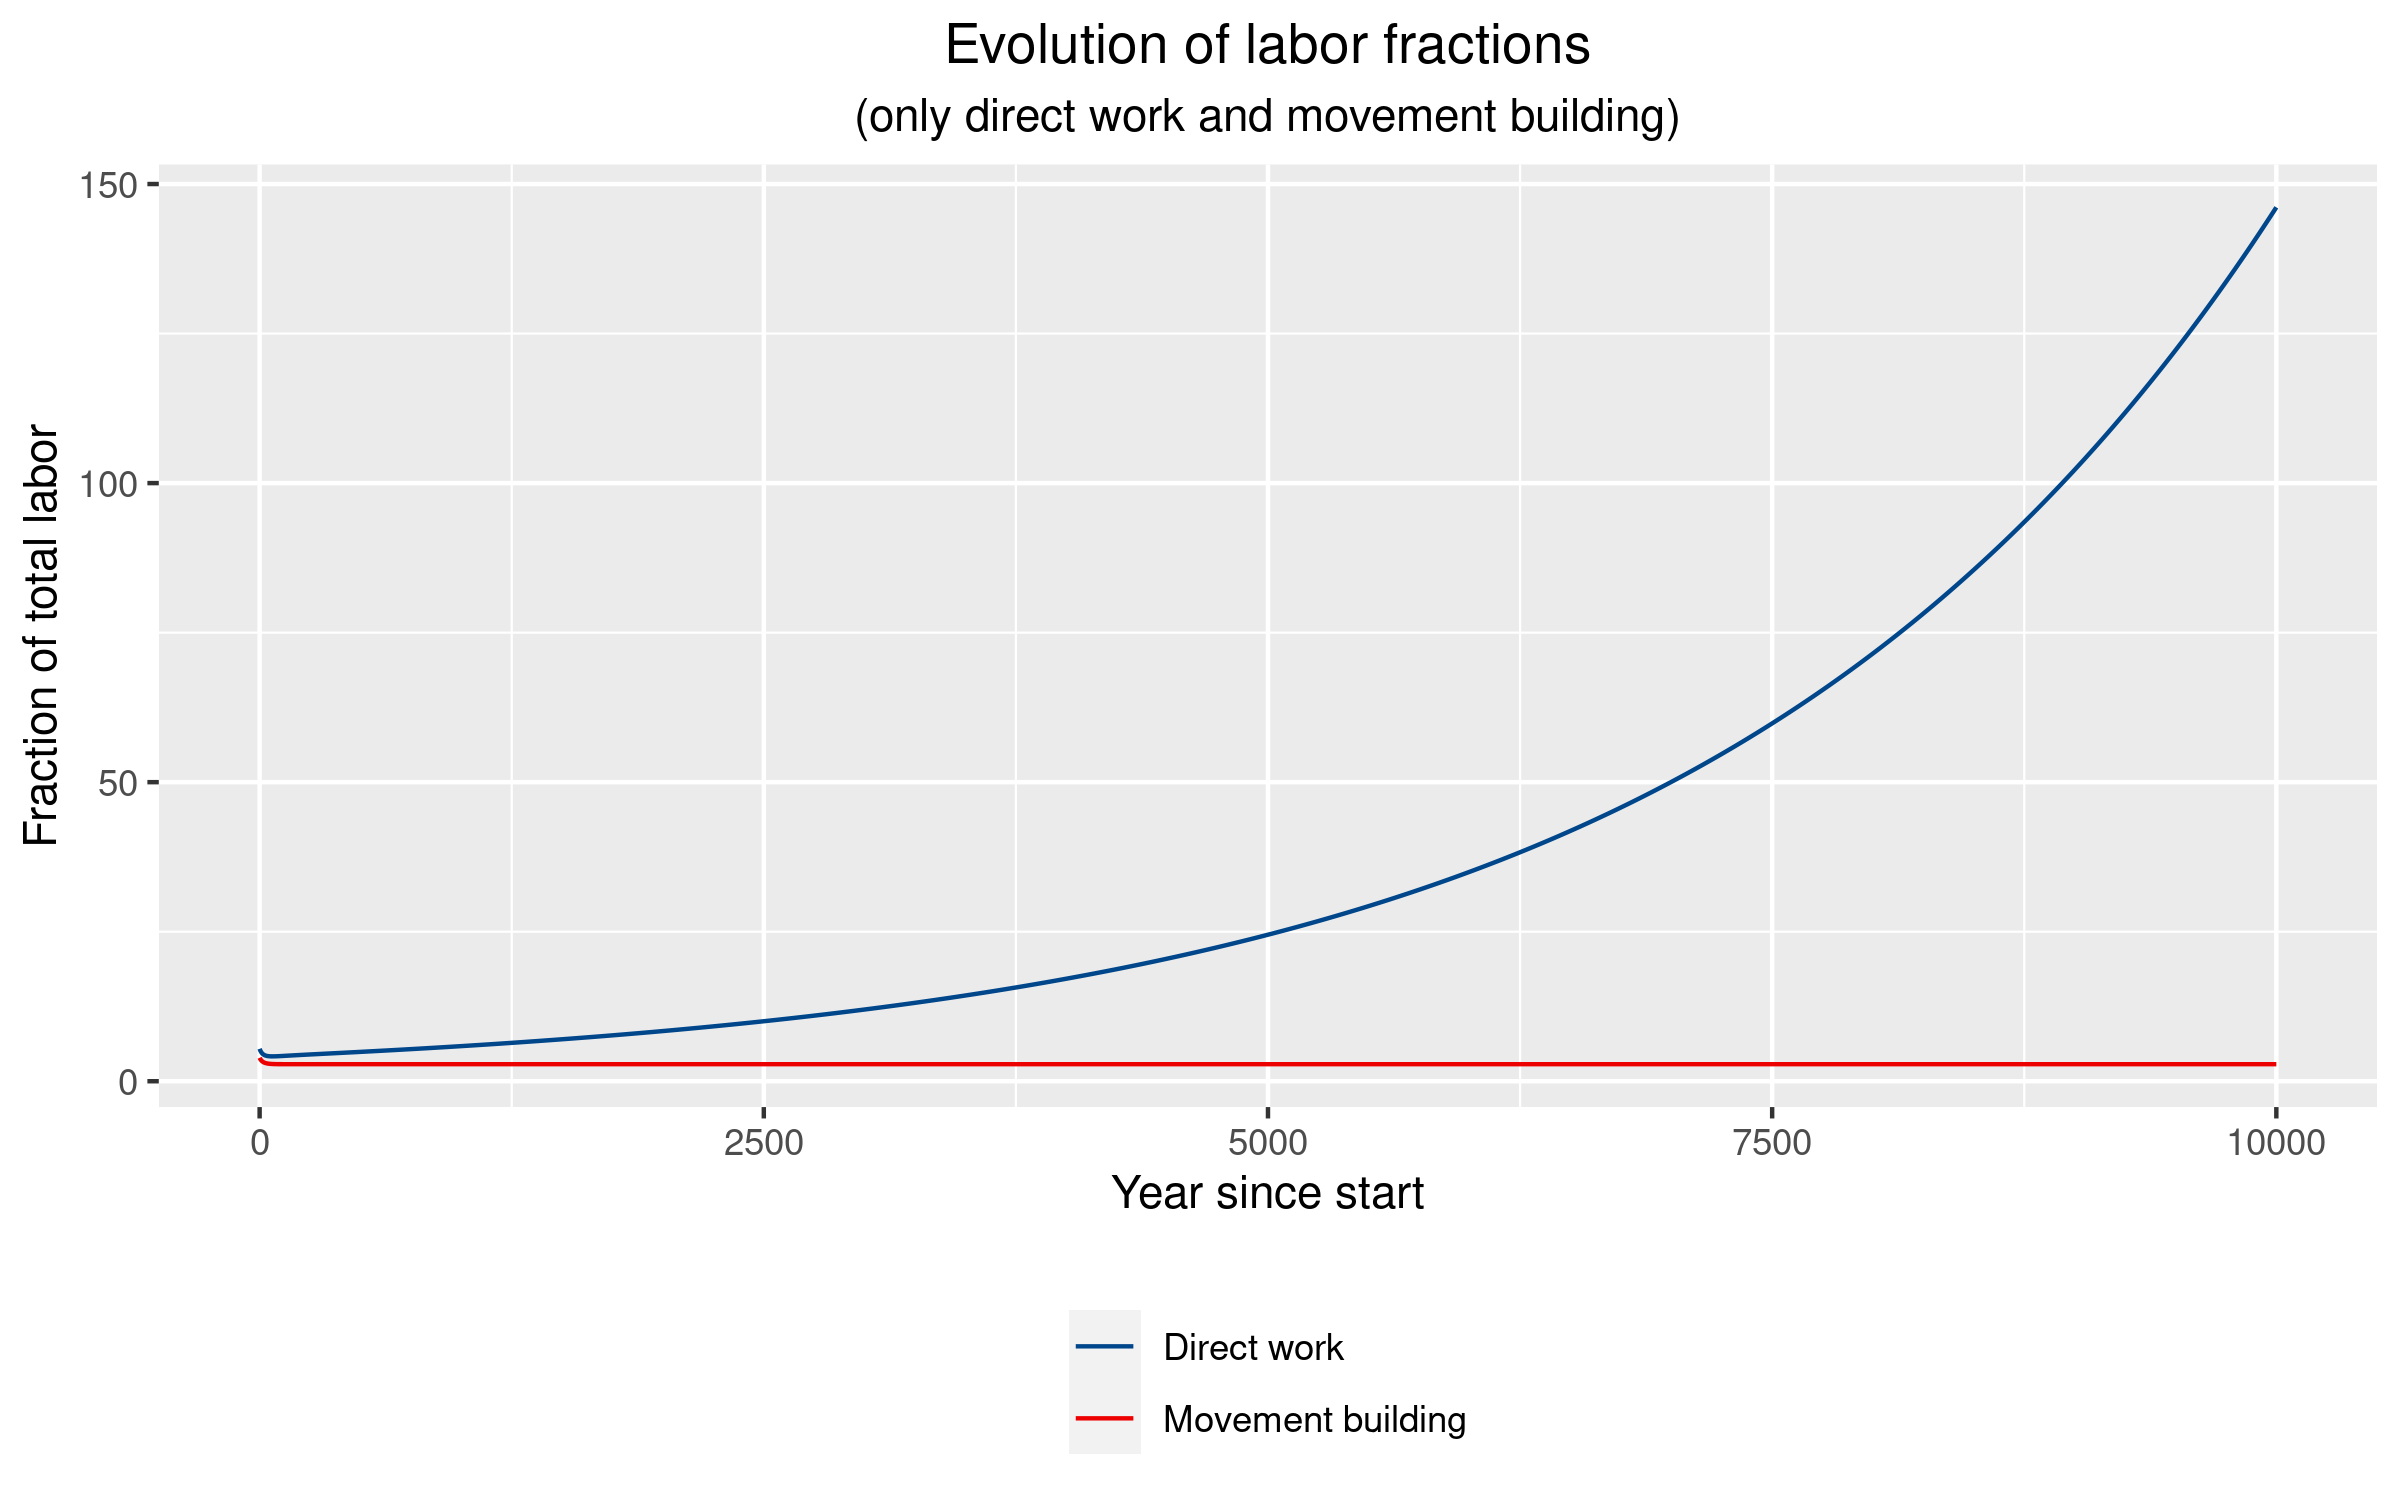 Evolution of labor fractions
(only direct work and movement building)
Fraction of total labor
150
100
50
0
0 2500 5000 7500 10000
Year since start
Direct work
Movement building